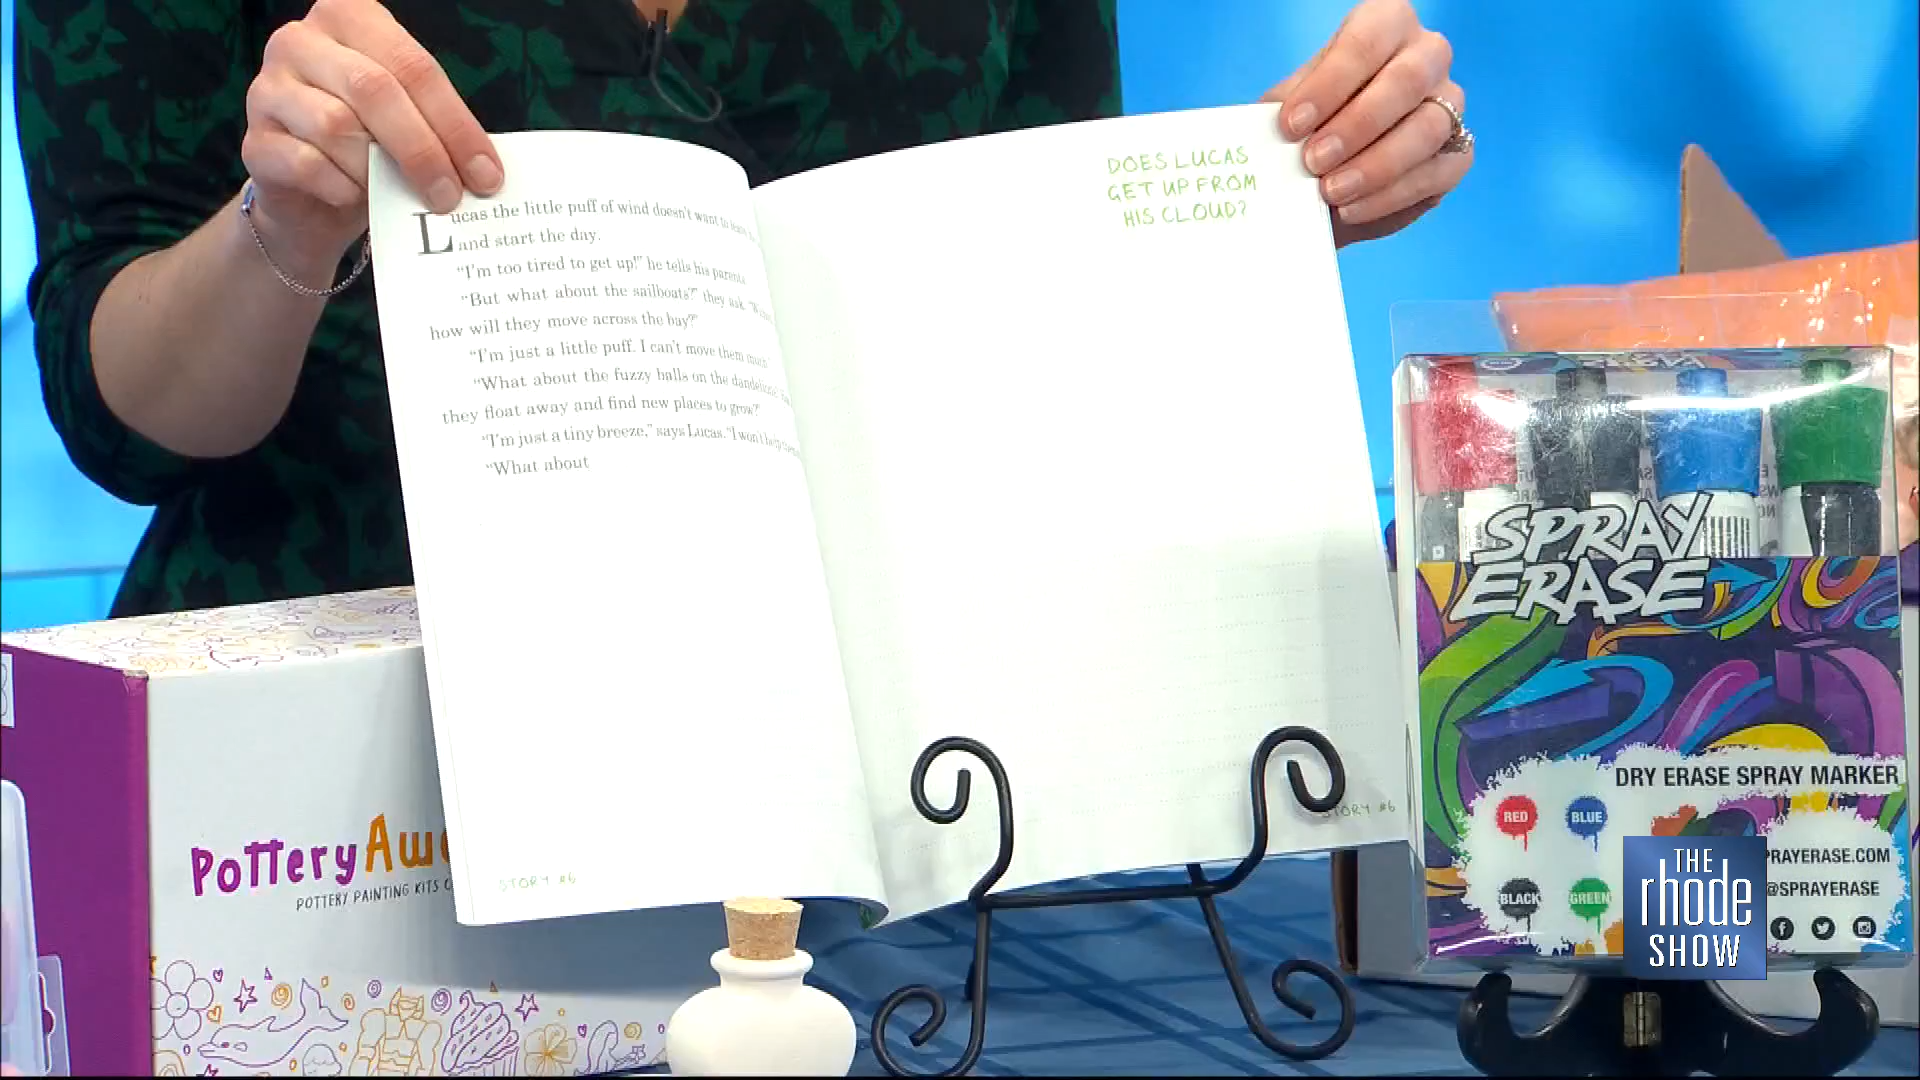 Lucas the little puff of wind doesn't want to
and start the day.
"I'm too tired to get up!" he tells his parents
"But what about the sailboats?" they ask.
how will they move across the bay?"
"I'm just a little puff. I can't move them much
"What about the fuzzy balls on the
they float away and find new places to grow?"
"I'm just a tiny breeze," says Lucas. "I won't help
"What about
STORY #6
DOES LUCAS
GET UP FROM
HIS CLOUD?
STORY #6
Pottery
POTTERY PAINTING KITS
SPRAY
ERASE
DRY ERASE SPRAY MARKER
RED
BLUE
BLACK
GREEN
PRAYERASE.COM
@SPRAYERASE
THE
rhode
SHOW